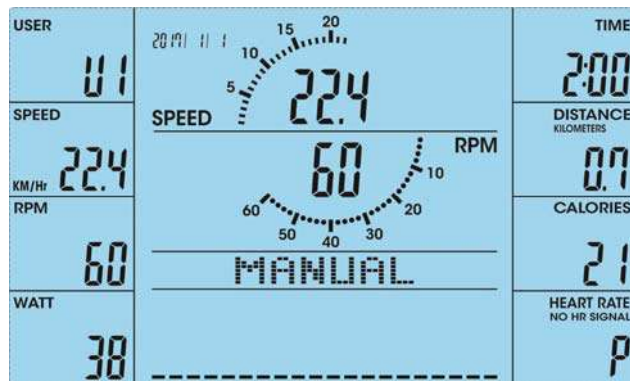 USER
U1
SPEED
KM/Hr 22.4
RPM
60
WATT
38
2017/ 1/ 1
5 10 15 20
SPEED 22.4
60 RPM
10 20 30 40 50 60
MANUAL
TIME
2:00
DISTANCE
KILOMETERS
0.7
CALORIES
21
HEART RATE
NO HR SIGNAL
P